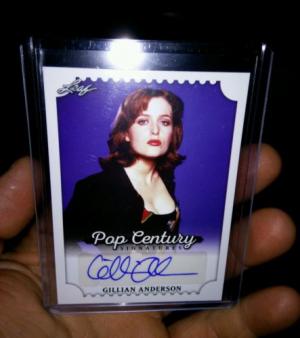 Leaf
Pop Century
SIGNATURES
GILLIAN ANDERSON